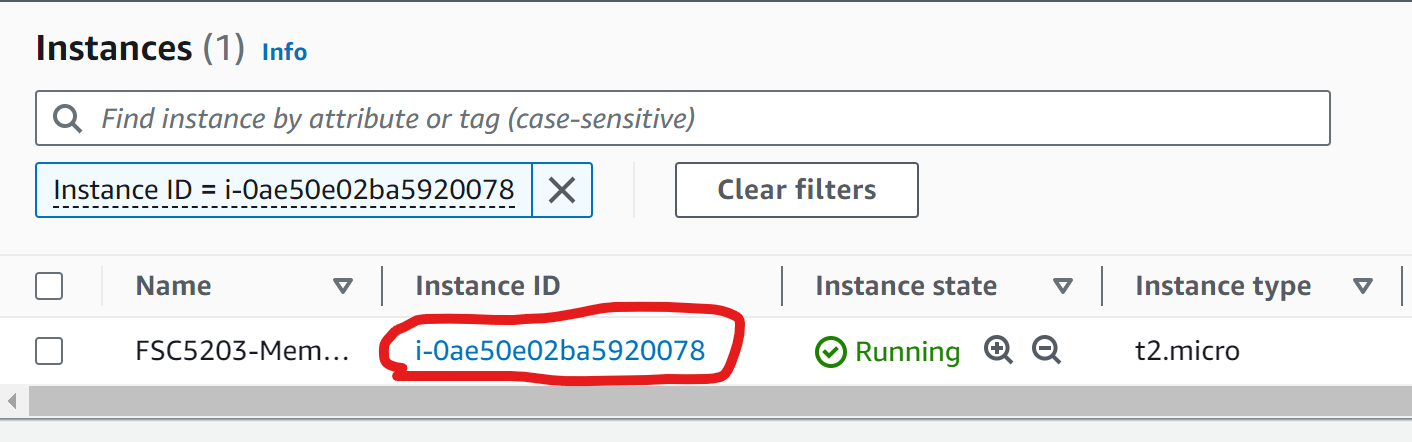 Instances (1) Info
Find instance by attribute or tag (case-sensitive)
Instance ID = i-0ae50e02ba5920078 Clear filters
Name Instance ID Instance state Instance type
FSC5203-Mem... i-0ae50e02ba5920078 Running t2.micro